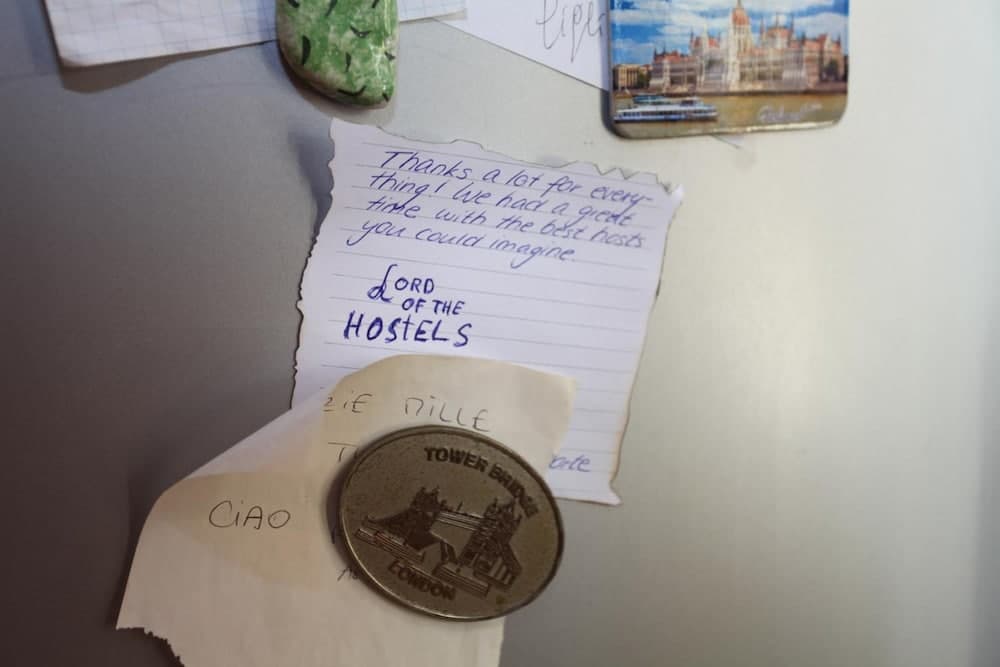 Thanks a lot for every-
thing! We had a great
time with the best hosts
you could imagine.
LORD
OF THE
HOSTELS
ZIE MILLE
CIAO
TOWER BRIDGE
LONDON